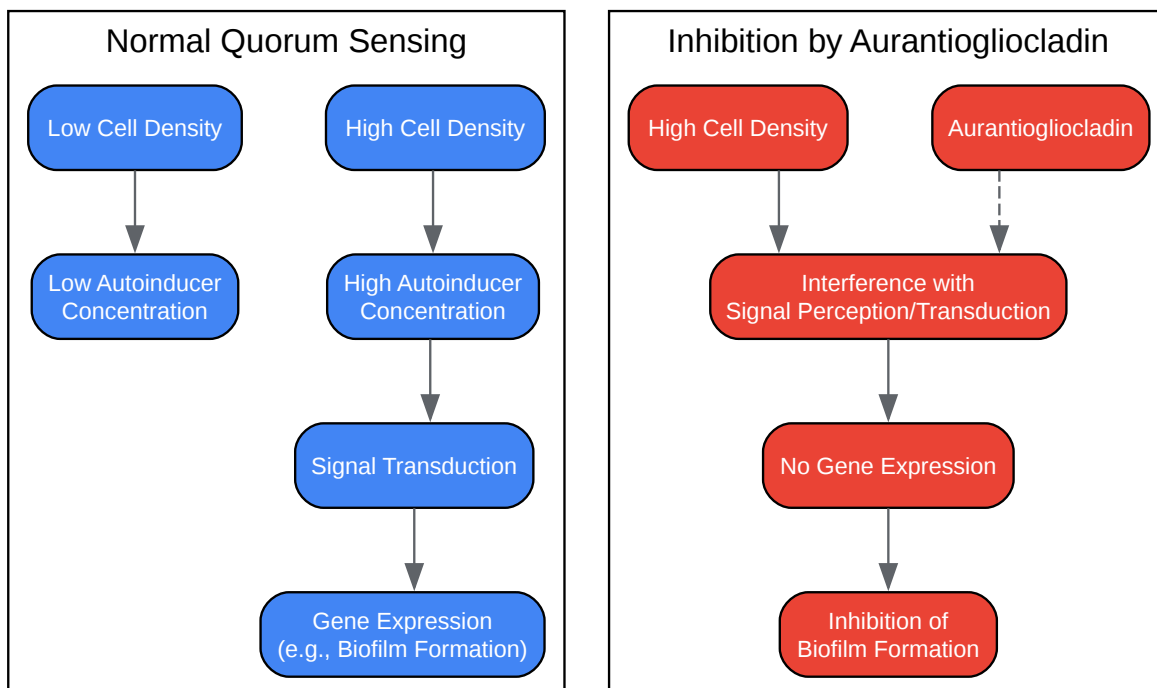 Normal Quorum Sensing
Low Cell Density
High Cell Density
Low Autoinducer
Concentration
High Autoinducer
Concentration
Signal Transduction
Gene Expression
(e.g., Biofilm Formation)
Inhibition by Aurantiogliocladin
High Cell Density
Aurantiogliocladin
Interference with
Signal Perception/Transduction
No Gene Expression
Inhibition of
Biofilm Formation